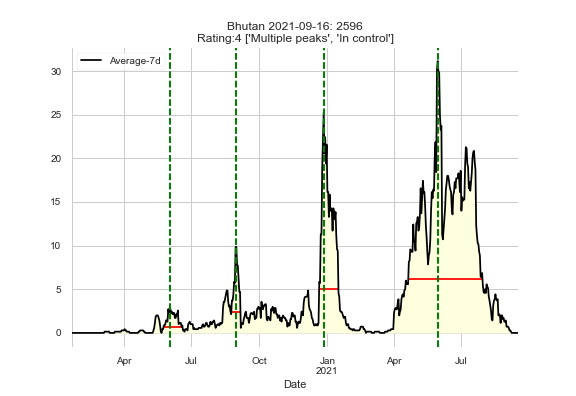 Bhutan 2021-09-16: 2596
Rating:4 ['Multiple peaks', 'In control']
Average-7d
30
25
20
15
10
5
0
Apr
Jul
Oct
Jan
2021
Apr
Jul
Date